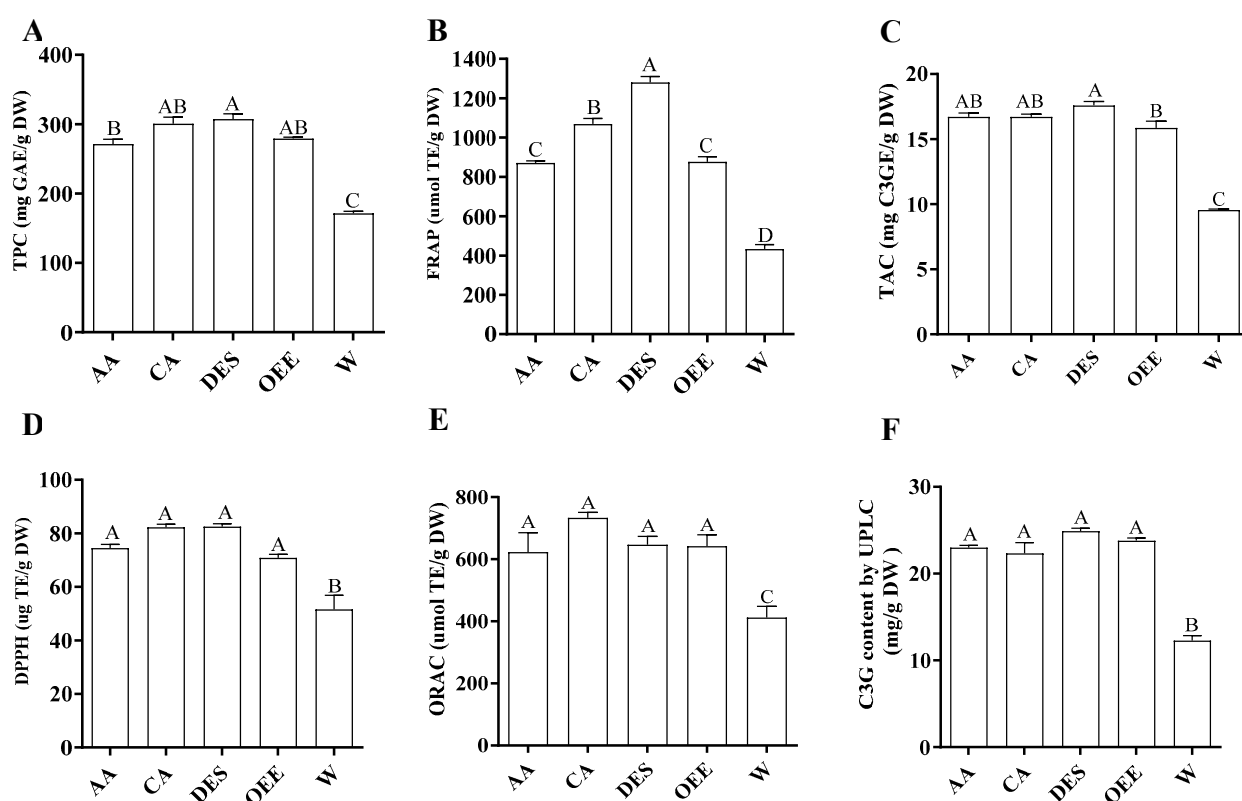 A
TPC (mg GAE/g DW)
400
300
200
100
0
B
AB
A
AB
C
AA
CA
DES
OEE
W
B
FRAP (umol TE/g DW)
1400
1200
1000
800
600
400
200
0
C
B
A
C
D
AA
CA
DES
OEE
W
C
TAC (mg C3GE/g DW)
20
15
10
5
0
AB
AB
A
B
C
AA
CA
DES
OEE
W
D
DPPH (ug TE/g DW)
100
80
60
40
20
0
A
A
A
A
B
AA
CA
DES
OEE
W
E
ORAC (umol TE/g DW)
800
600
400
200
0
A
A
A
A
C
AA
CA
DES
OEE
W
F
C3G content by UPLC
(mg/g DW )
30
20
10
0
A
A
A
A
B
AA
CA
DES
OEE
W